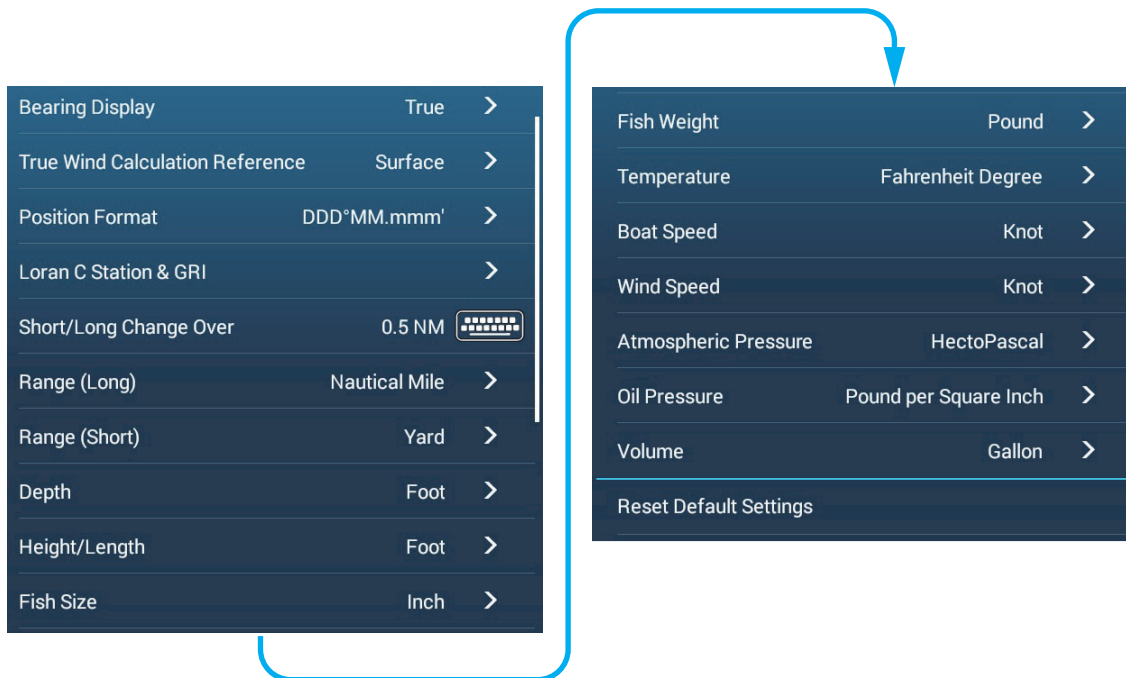 Bearing Display True
True Wind Calculation Reference Surface
Position Format DDD°MM.mmm'
Loran C Station & GRI
Short/Long Change Over 0.5 NM
Range (Long) Nautical Mile
Range (Short) Yard
Depth Foot
Height/Length Foot
Fish Size Inch
Fish Weight Pound
Temperature Fahrenheit Degree
Boat Speed Knot
Wind Speed Knot
Atmospheric Pressure HectoPascal
Oil Pressure Pound per Square Inch
Volume Gallon
Reset Default Settings